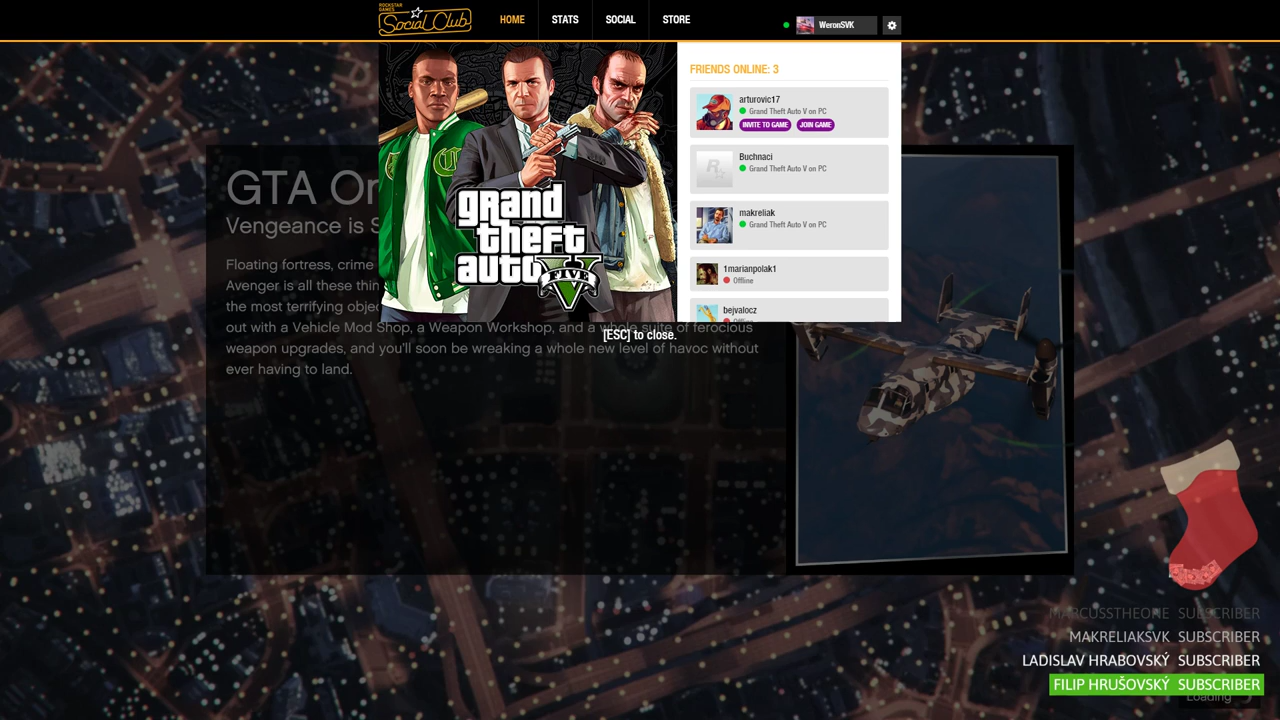 ROCKSTAR
GAMES
Social Club
HOME
STATS
SOCIAL
STORE
WeronSVK
grand
theft
auto
FIVE
V
FRIENDS ONLINE: 3
arturovic17
Grand Theft Auto V on PC
INVITE TO GAME JOIN GAME
Buchnaci
Grand Theft Auto V on PC
makreliak
Grand Theft Auto V on PC
1marianpolak1
Offline
bejvalocz
Offline
[ESC] to close.
GTA On
Vengeance is S
Floating fortress, crime
Avenger is all these thin
the most terrifying objec
out with a Vehicle Mod Shop, a Weapon Workshop, and a whole suite of ferocious
weapon upgrades, and you'll soon be wreaking a whole new level of havoc without
ever having to land.
MARCUSSTHEONE SUBSCRIBER
MAKRELIAKSVK SUBSCRIBER
LADISLAV HRABOVSKÝ SUBSCRIBER
FILIP HRUŠOVSKÝ SUBSCRIBER
Loading